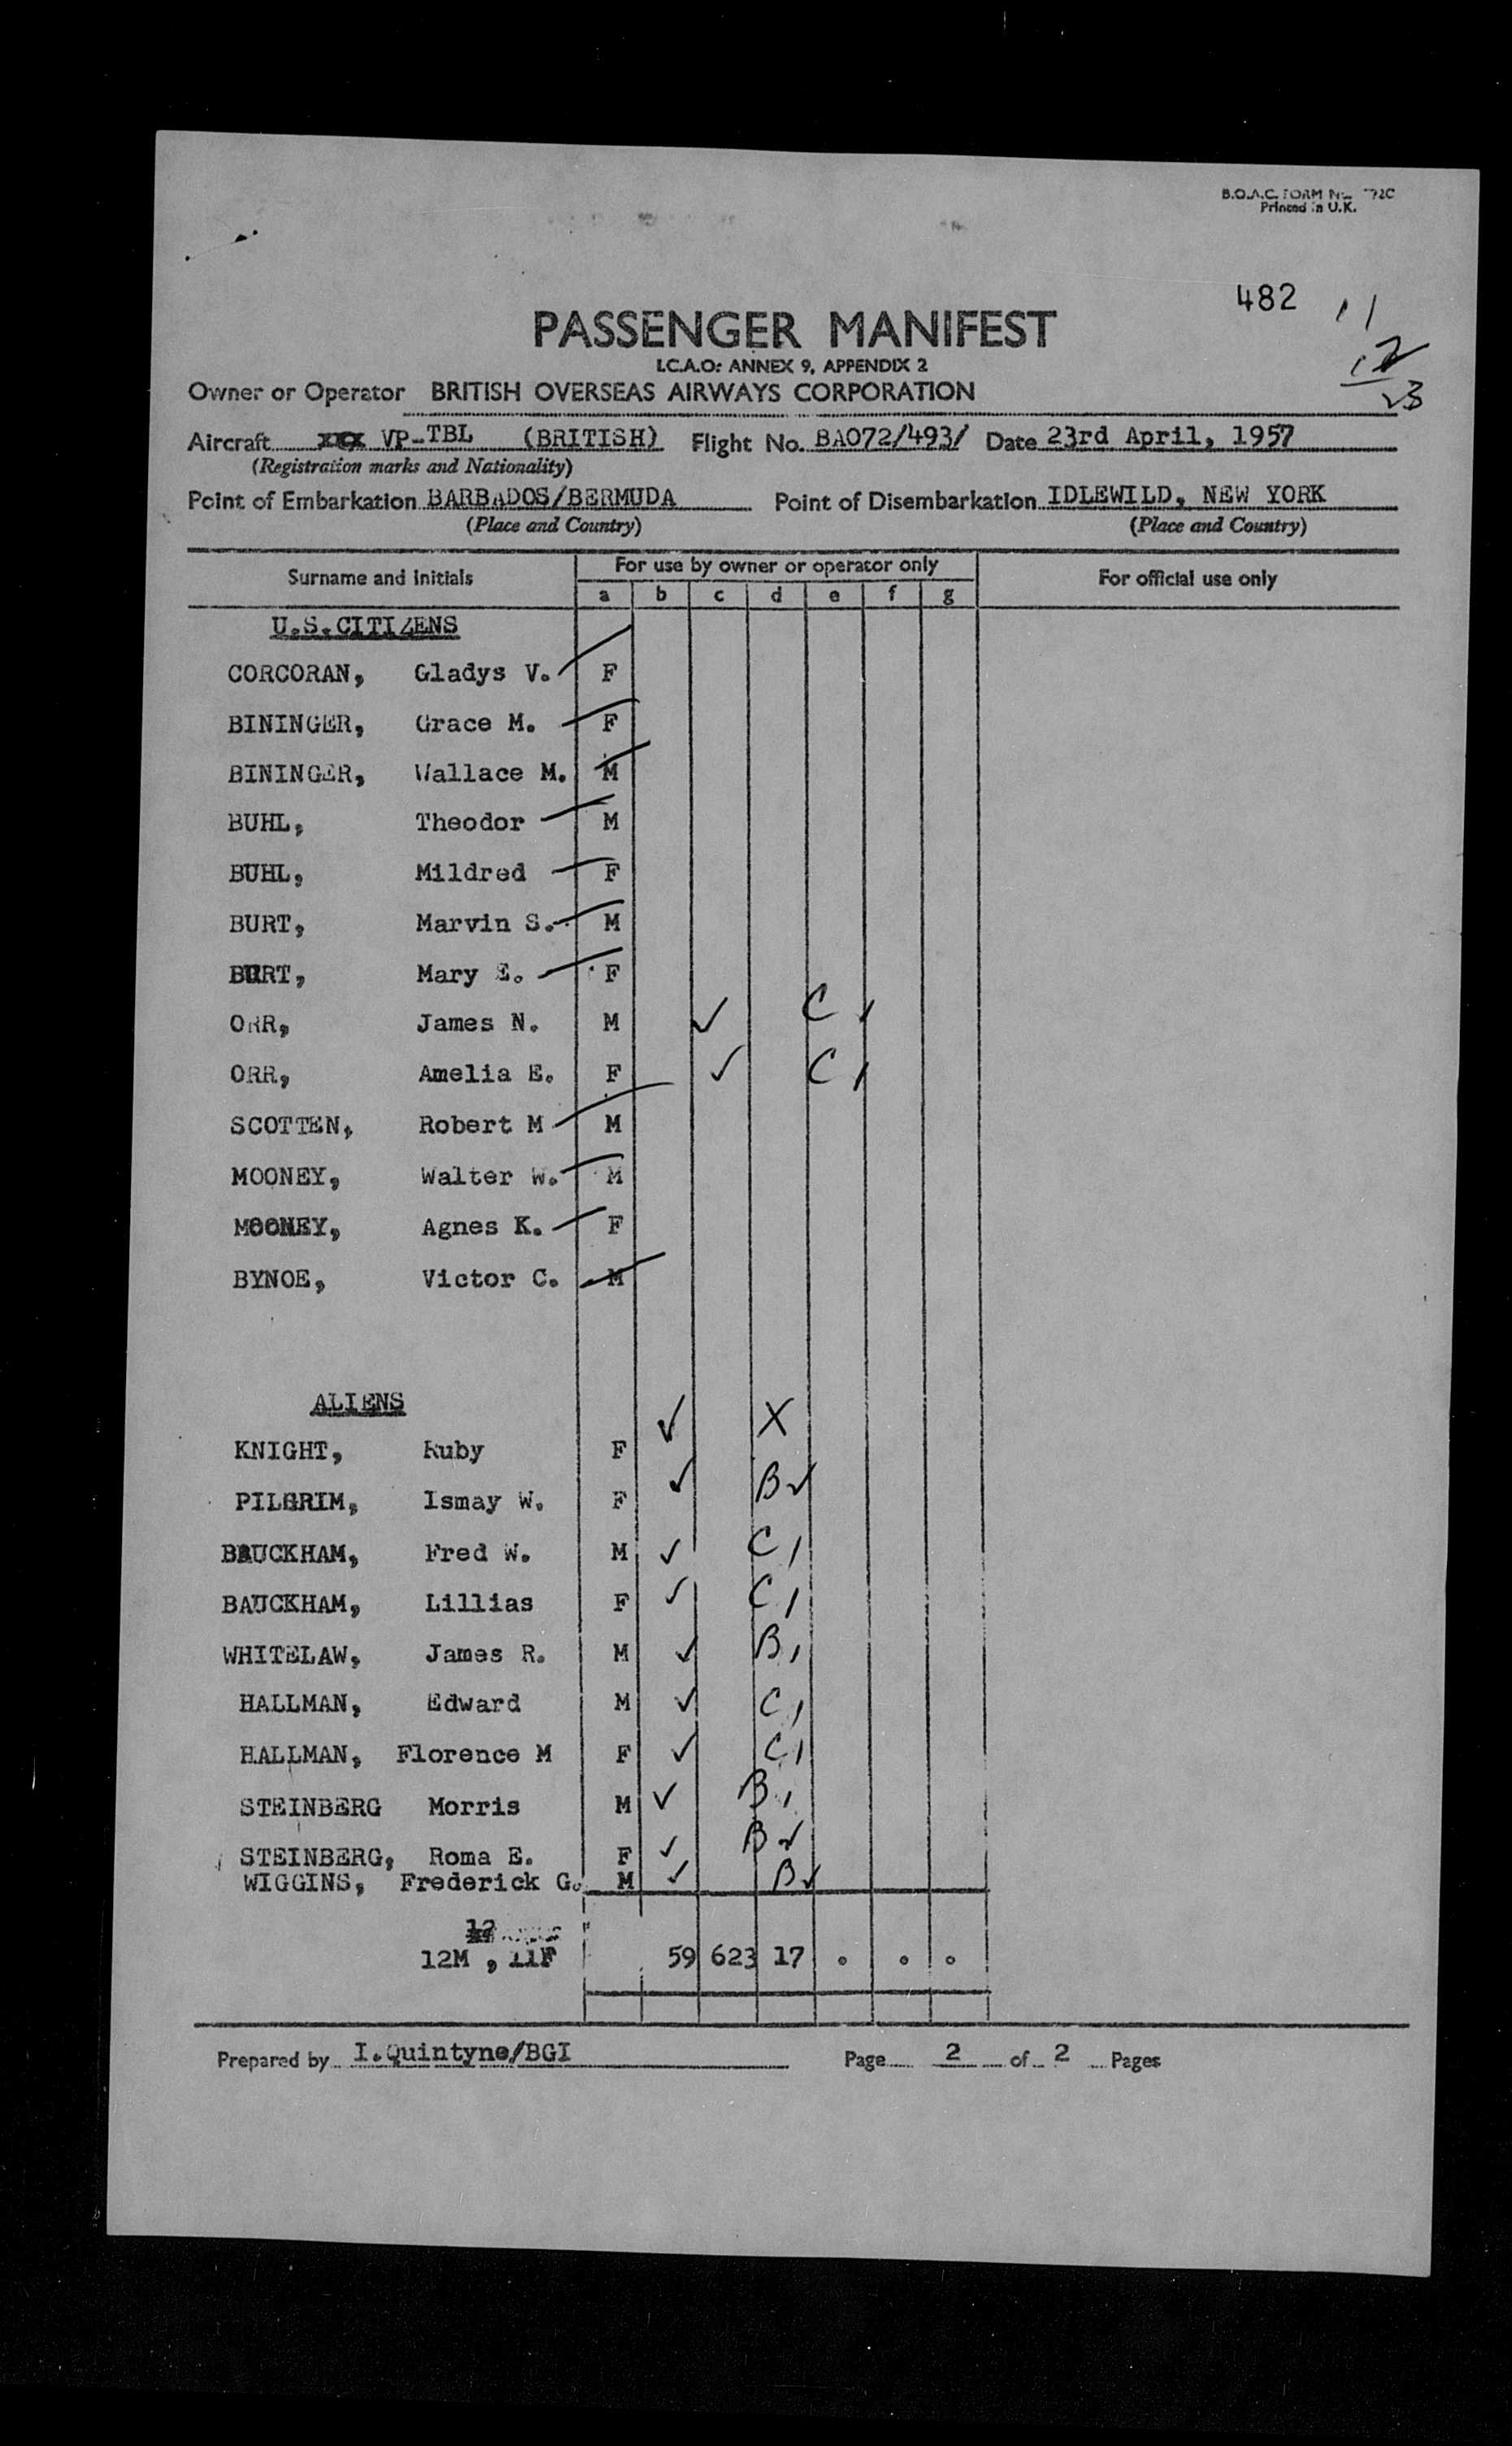 B.O.A.C. FORM
Printed in U.K.
482 11
12
23
PASSENGER MANIFEST
I.C.A.O: ANNEX 9, APPENDIX 2
Owner or Operator BRITISH OVERSEAS AIRWAYS CORPORATION
Aircraft VP-TBL (BRITISH) Flight No. BA072/493/ Date 23rd April, 1957
(Registration marks and Nationality)
Point of Embarkation BARBADOS/BERMUDA Point of Disembarkation IDLEWILD, NEW YORK
(Place and Country) (Place and Country)
Surname and initials For use by owner or operator only For official use only
a b c d e f g
U.S.CITIZENS
CORCORAN, Gladys V. F
BININGER, Grace M. F
BININGER, Wallace M. M
BUHL, Theodor M
BUHL, Mildred F
BURT, Marvin S. M
BURT, Mary E. F
ORR, James N. M ✓ C /
ORR, Amelia E. F ✓ C /
SCOTTEN, Robert M M
MOONEY, Walter W. M
MOONEY, Agnes K. F
BYNOE, Victor C. M
ALIENS
KNIGHT, Ruby F ✓ X
PILGRIM, Ismay W. F ✓ B ✓
BAUCKHAM, Fred W. M ✓ C /
BAUCKHAM, Lillias F ✓ C /
WHITELAW, James R. M ✓ B /
HALLMAN, Edward M ✓ C /
HALLMAN, Florence M F ✓ C /
STEINBERG Morris M ✓ B /
STEINBERG, Roma E. F ✓ B ✓
WIGGINS, Frederick G. M ✓ B ✓
12
12M , 11F 59 623 17 . . .
Prepared by I.Quintyne/BGI Page 2 of 2 Pages